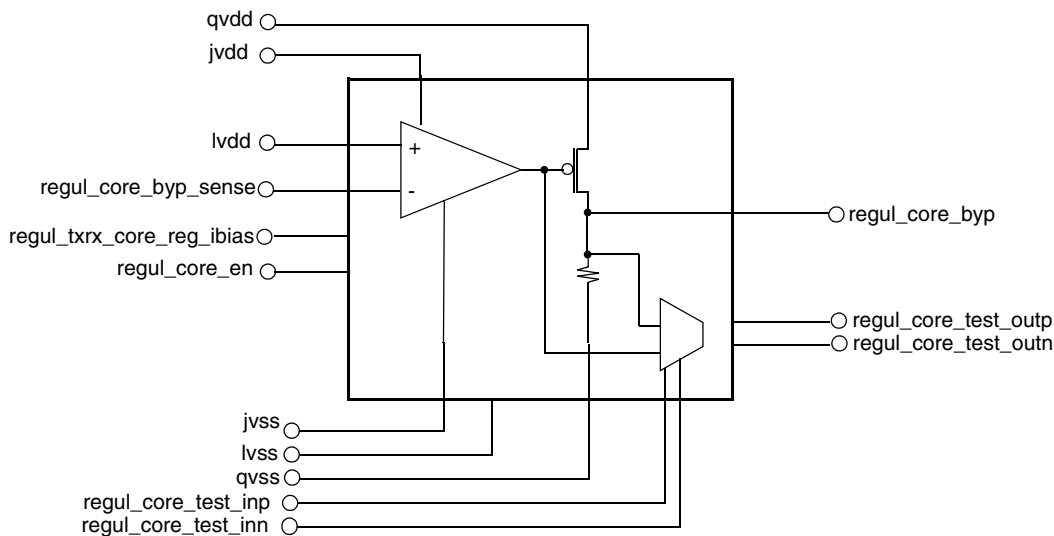 qvdd
jvdd
lvdd
+
regul_core_byp_sense
-
regul_core_byp
regul_txrx_core_reg_ibias
regul_core_en
regul_core_test_outp
regul_core_test_outn
jvss
lvss
qvss
regul_core_test_inp
regul_core_test_inn